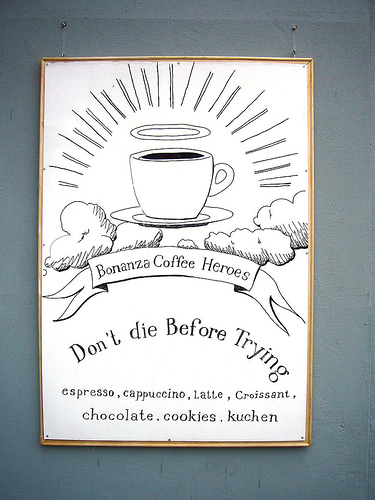 Bonanza Coffee Heroes
Don't die Before Trying
espresso, cappuccino, Latte, Croissant,
chocolate. cookies. kuchen